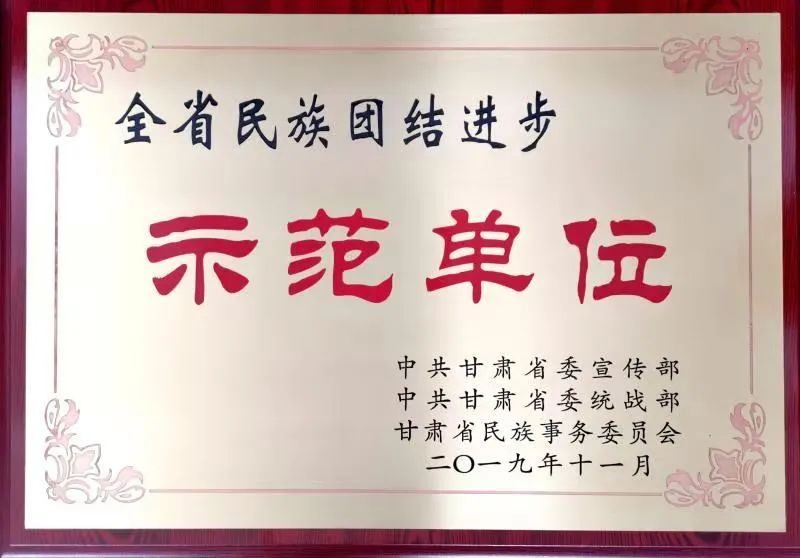 全省民族团结进步
示范单位
中共甘肃省委宣传部
中共甘肃省委统战部
甘肃省民族事务委员会
二〇一九年十一月